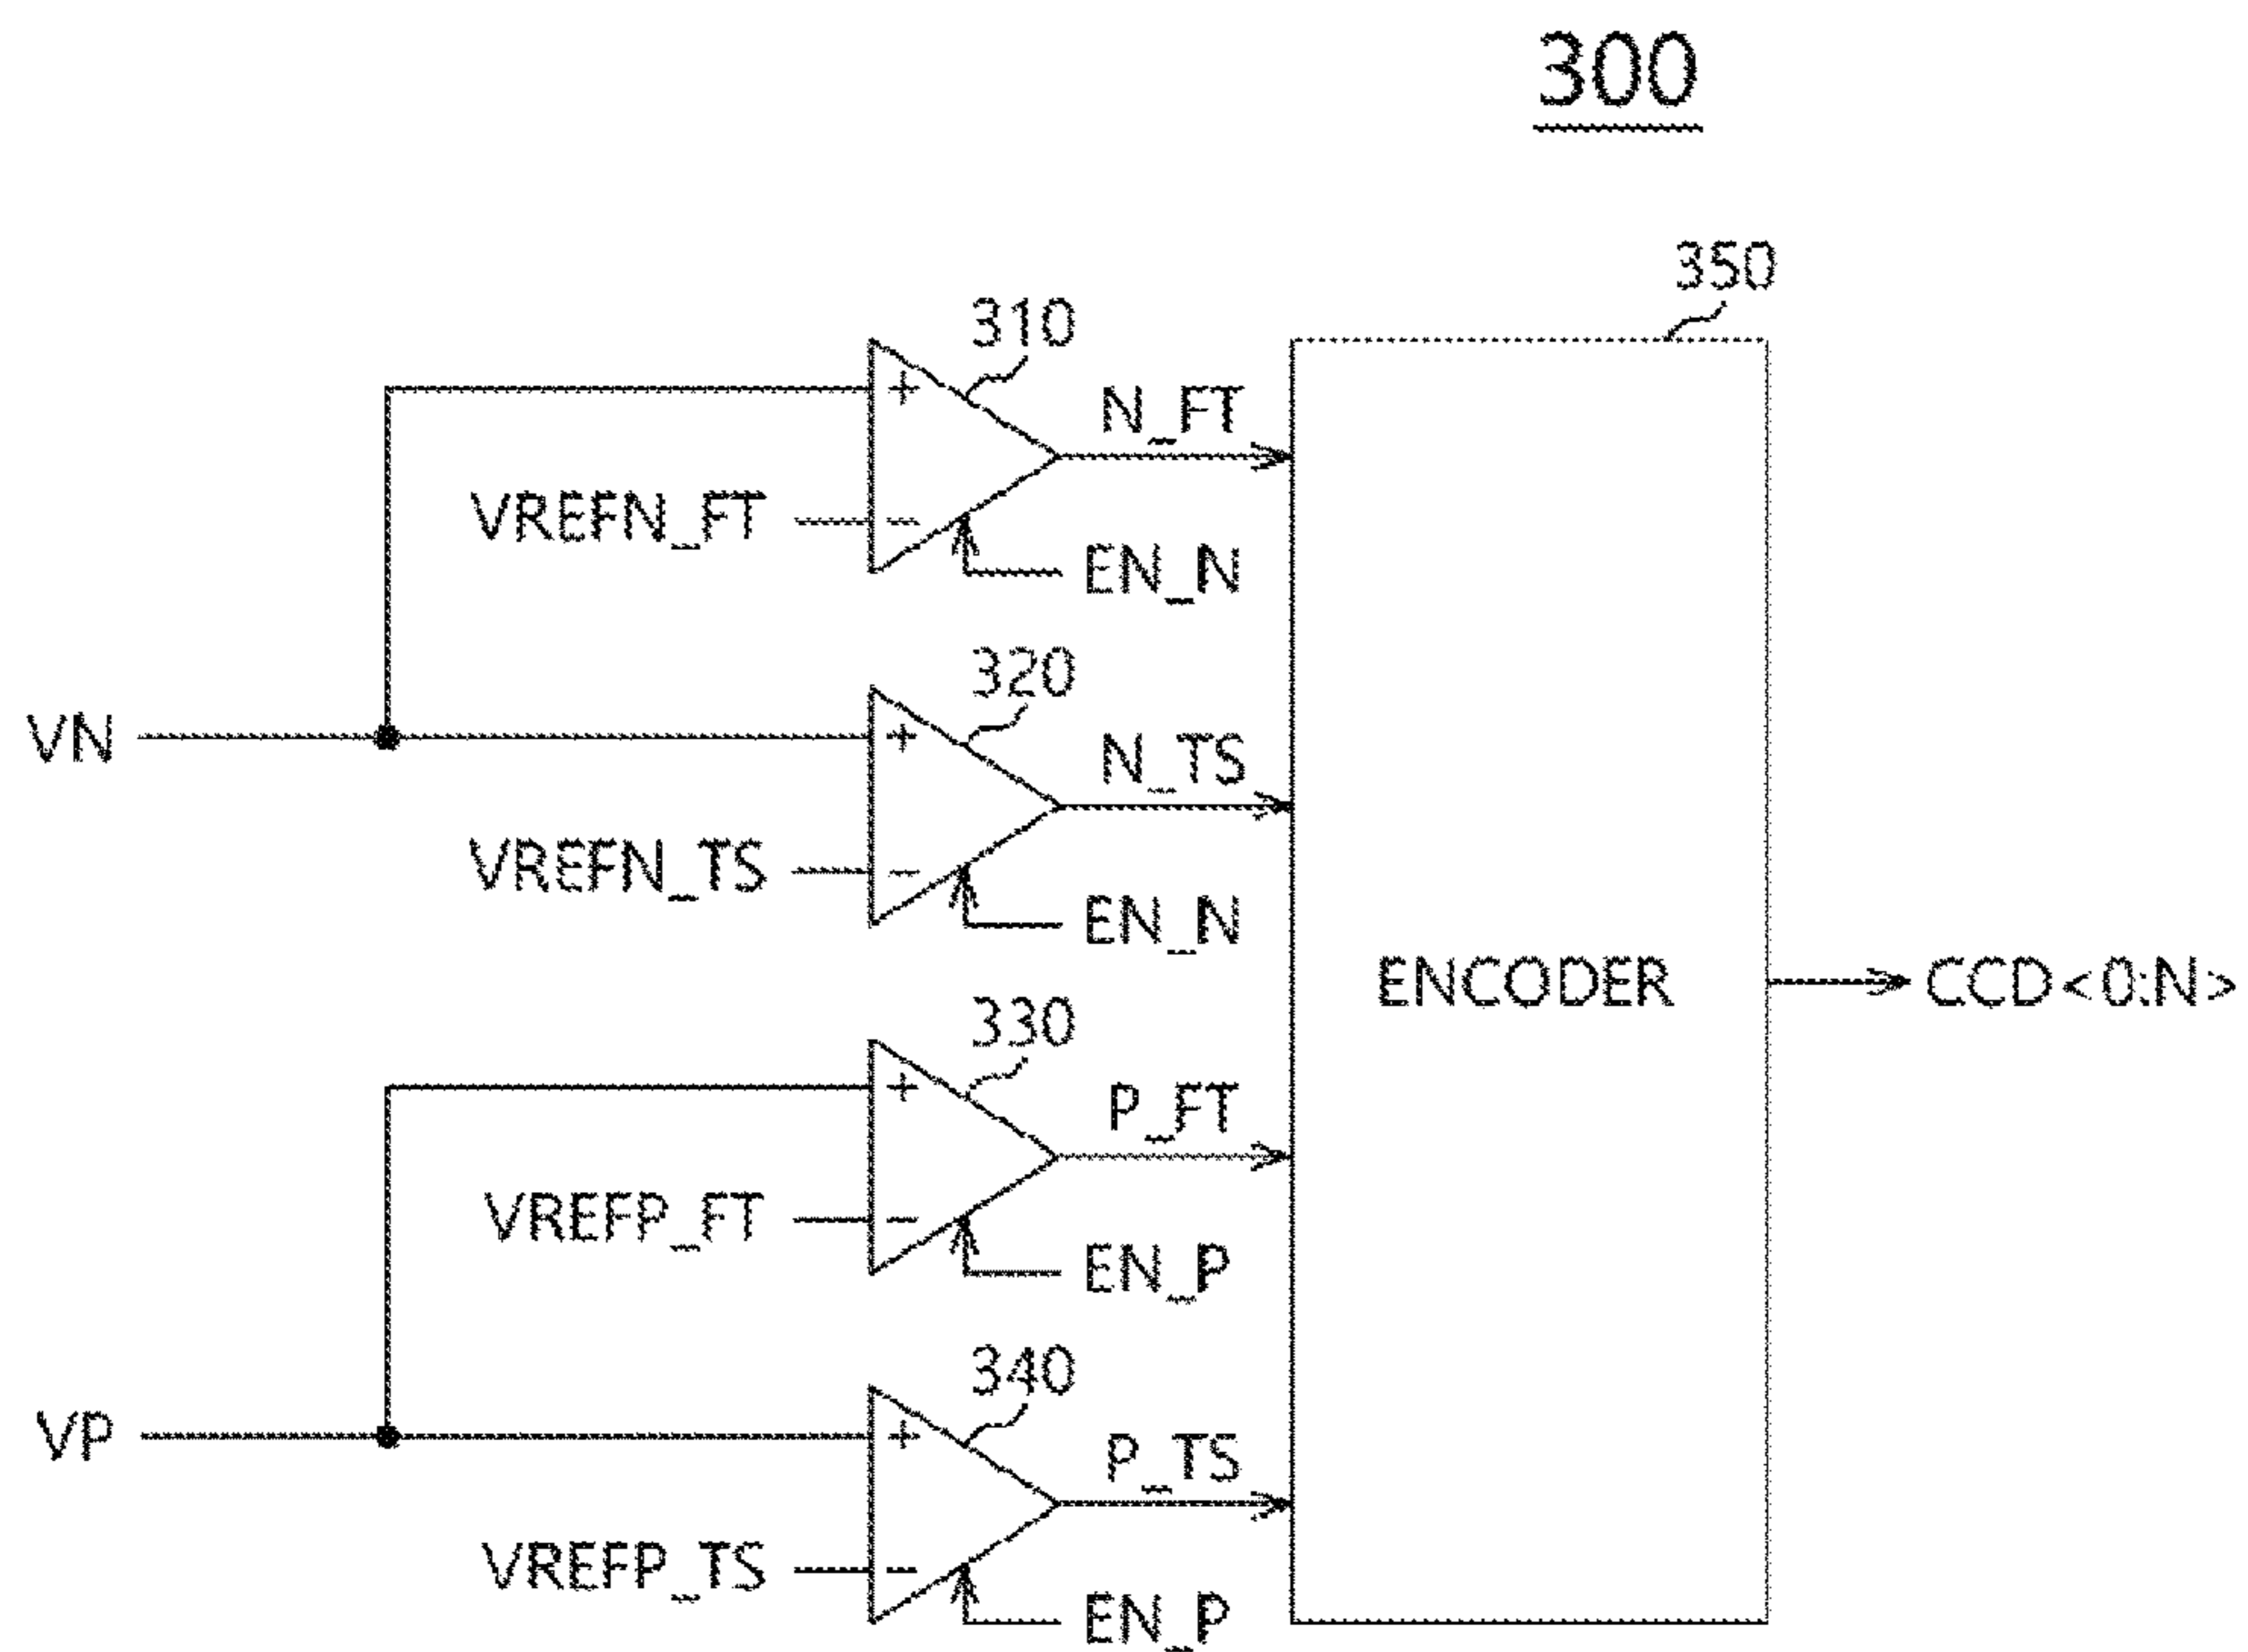 300
350
310
+
N_FT
VREFN_FT
−
EN_N
320
VN
+
N_TS
VREFN_TS
−
EN_N
ENCODER
CCD<0:N>
330
+
P_FT
VREFP_FT
−
EN_P
340
VP
+
P_TS
VREFP_TS
−
EN_P